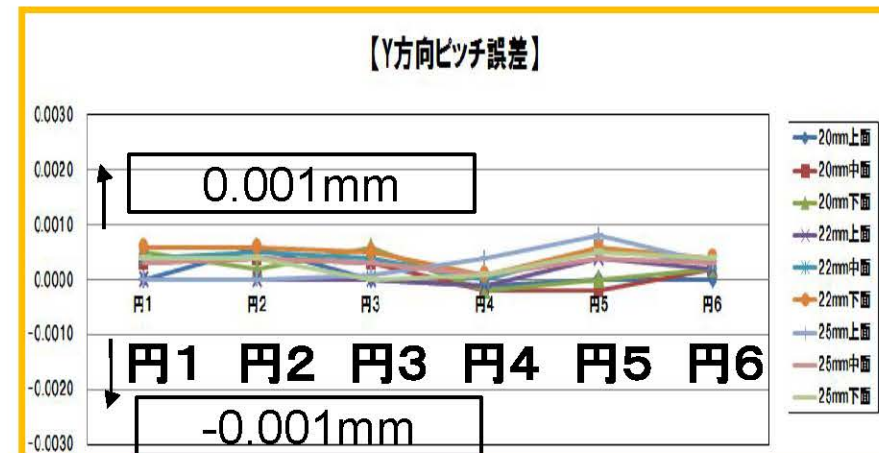 【Y方向ピッチ誤差】
0.0030
0.0020
0.0010
0.0000
-0.0010
-0.0020
-0.0030
0.001mm
円1 円2 円3 円4 円5 円6
円1 円2 円3 円4 円5 円6
-0.001mm
20mm上面
20mm中面
20mm下面
22mm上面
22mm中面
22mm下面
25mm上面
25mm中面
25mm下面